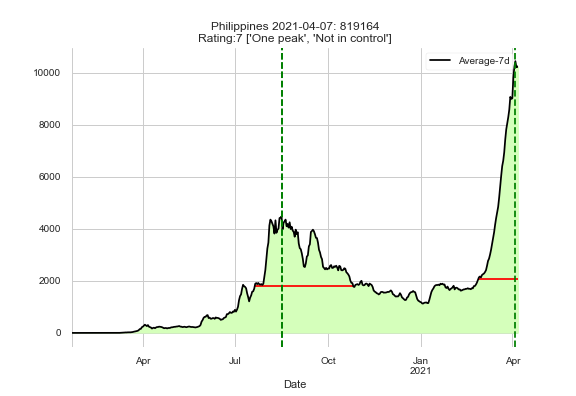 Philippines 2021-04-07: 819164
Rating:7 ['One peak', 'Not in control']
Average-7d
10000
8000
6000
4000
2000
0
Apr
Jul
Oct
Jan
2021
Apr
Date